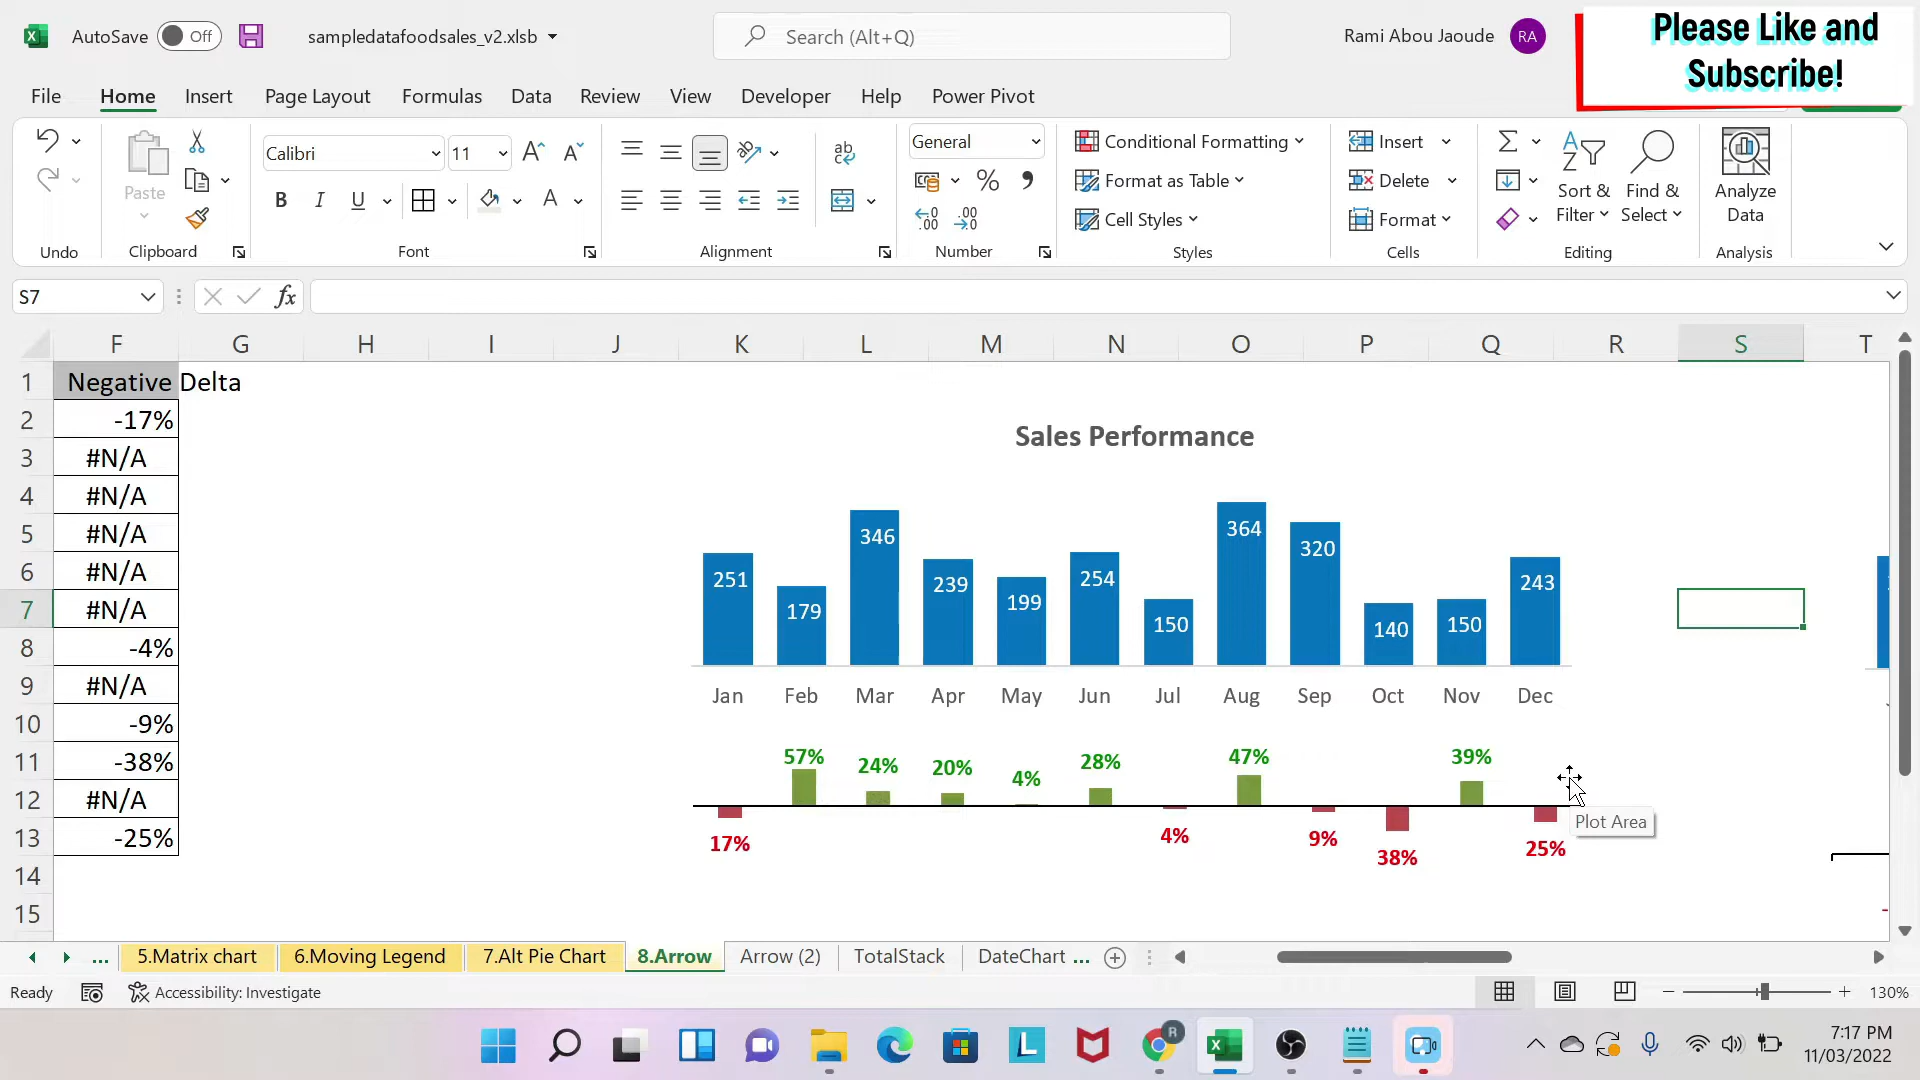 AutoSave Off sampledatafoodsales_v2.xlsb Search (Alt+Q) Rami Abou Jaoude RA
Please Like and
Subscribe!
File Home Insert Page Layout Formulas Data Review View Developer Help Power Pivot
Paste
Calibri 11
B I U A
ab
General
% ,
Conditional Formatting
Format as Table
Cell Styles
Insert
Delete
Format
Sort &
Filter
Find &
Select
Analyze
Data
Undo Clipboard Font Alignment Number Styles Cells Editing Analysis
S7 fx
F G H I J K L M N O P Q R S T
1 Negative Delta
2 -17%
3 #N/A
4 #N/A
5 #N/A
6 #N/A
7 #N/A
8 -4%
9 #N/A
10 -9%
11 -38%
12 #N/A
13 -25%
14
15
Sales Performance
251 179 346 239 199 254 150 364 320 140 150 243
Jan Feb Mar Apr May Jun Jul Aug Sep Oct Nov Dec
57% 24% 20% 4% 28% 47% 39%
17% 4% 9% 38% 25%
Plot Area
... 5.Matrix chart 6.Moving Legend 7.Alt Pie Chart 8.Arrow Arrow (2) TotalStack DateChart ...
Ready Accessibility: Investigate 130%
L R
7:17 PM
11/03/2022